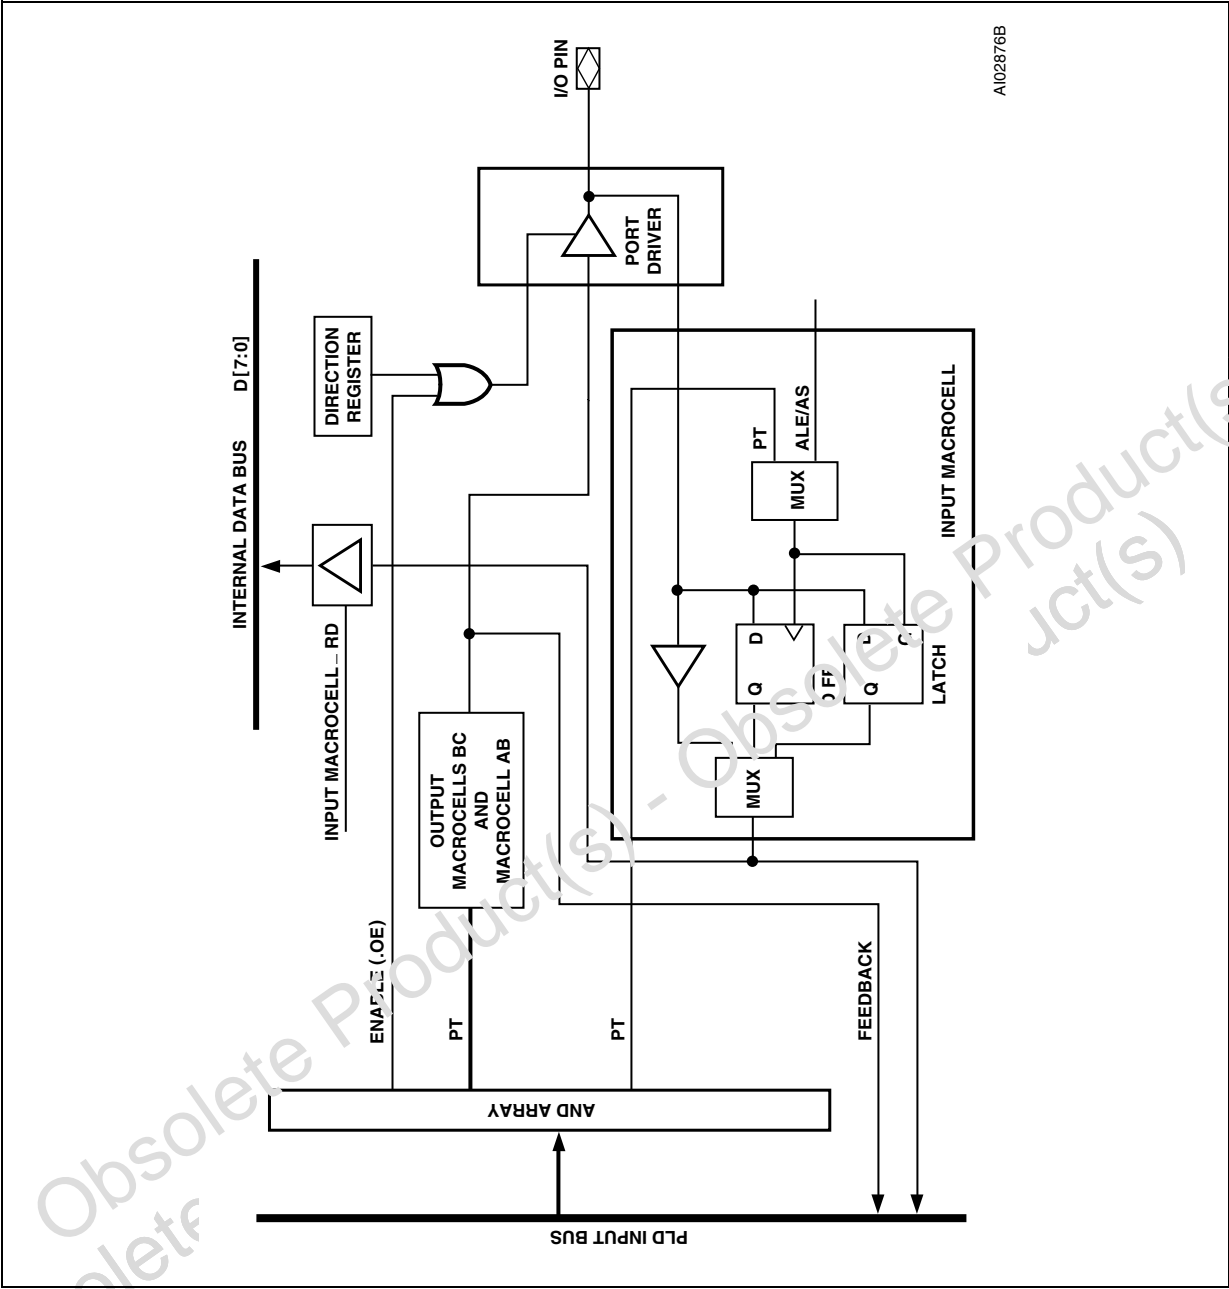 AI02876B
I/O PIN
PORT
DRIVER
DIRECTION
REGISTER
INTERNAL DATA BUS D[7:0]
INPUT MACROCELL_RD
OUTPUT
MACROCELLS BC
AND
MACROCELL AB
ENABLE (.OE)
PT
PT
FEEDBACK
AND ARRAY
PLD INPUT BUS
PT
ALE/AS
MUX
INPUT MACROCELL
D
Q
Q
LATCH
MUX
Obsolete Product(s) - Obsolete Product(s